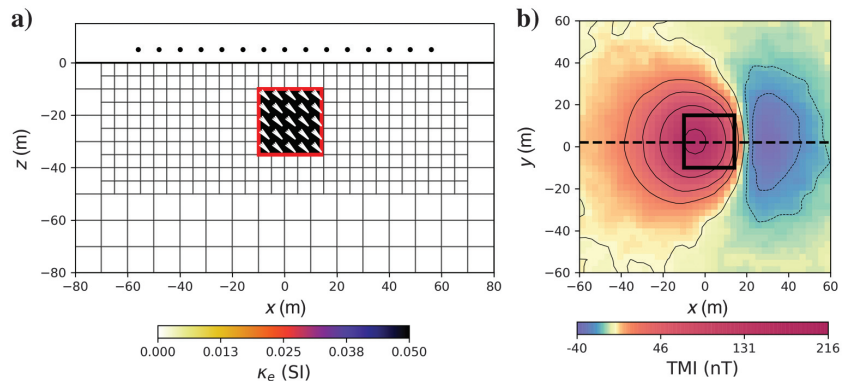 a)
0
−20
−40
−60
−80
z (m)
−80 −60 −40 −20 0 20 40 60 80
x (m)
0.000 0.013 0.025 0.038 0.050
κe (SI)
b)
60
40
20
0
−20
−40
−60
y (m)
−60 −40 −20 0 20 40 60
x (m)
-40 46 131 216
TMI (nT)